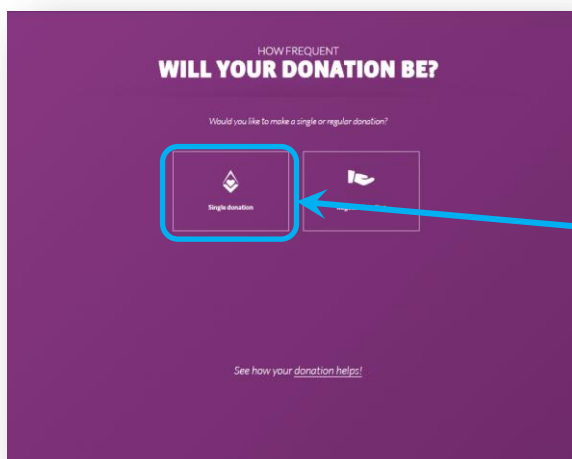 HOW FREQUENT
WILL YOUR DONATION BE?
Would you like to make a single or regular donation?
Single donation
See how your donation helps!